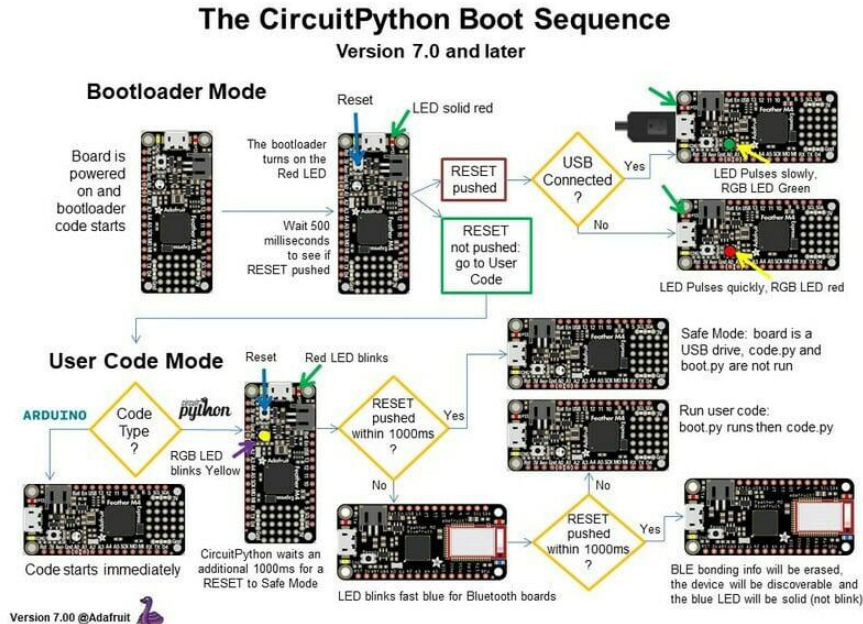 The CircuitPython Boot Sequence
Version 7.0 and later
Bootloader Mode
Board is
powered
on and
bootloader
code starts
The bootloader
turns on the
Red LED
Wait 500
milliseconds
to see if
RESET pushed
Reset
LED solid red
RESET
pushed
RESET
not pushed:
go to User
Code
USB
Connected
?
Yes
No
LED Pulses slowly,
RGB LED Green
LED Pulses quickly, RGB LED red
User Code Mode
ARDUINO
Code
Type
?
circuit
python
Code starts immediately
Reset
Red LED blinks
RGB LED
blinks Yellow
CircuitPython waits an
additional 1000ms for a
RESET to Safe Mode
RESET
pushed
within 1000ms
?
Yes
No
Safe Mode: board is a
USB drive, code.py and
boot.py are not run
Run user code:
boot.py runs then code.py
LED blinks fast blue for Bluetooth boards
No
RESET
pushed
within 1000ms
?
Yes
BLE bonding info will be erased,
the device will be discoverable and
the blue LED will be solid (not blink)
Version 7.00 @Adafruit